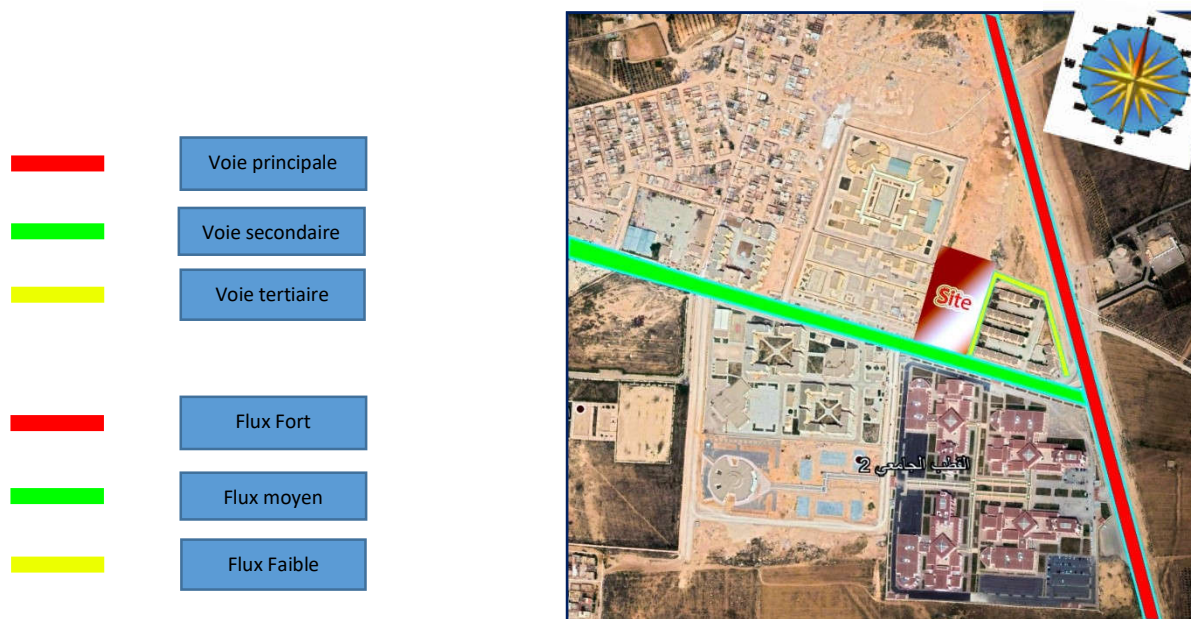 Voie principale
Voie secondaire
Voie tertiaire
Flux Fort
Flux moyen
Flux Faible
Site
القطب الجامعي 2